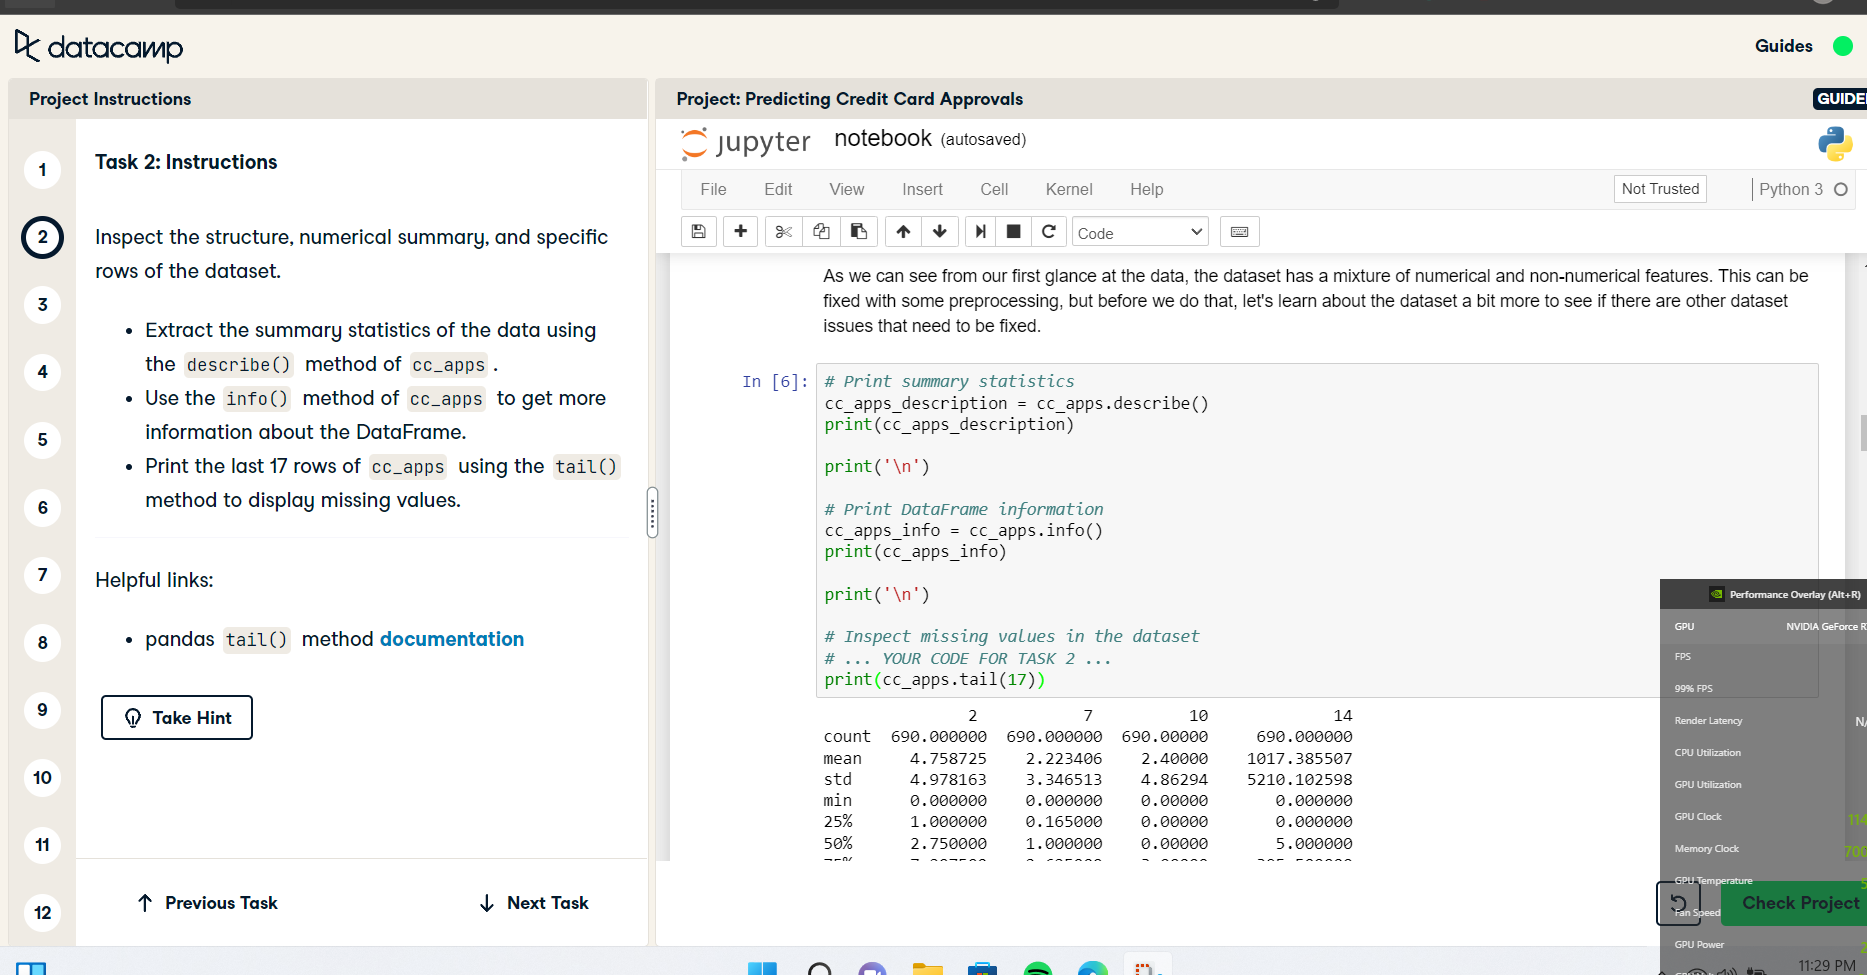 datacamp
Guides
Project Instructions
Project: Predicting Credit Card Approvals
GUIDE
1
2
3
4
5
6
7
8
9
10
11
12
Task 2: Instructions
Inspect the structure, numerical summary, and specific
rows of the dataset.
• Extract the summary statistics of the data using
the describe() method of cc_apps .
• Use the info() method of cc_apps to get more
information about the DataFrame.
• Print the last 17 rows of cc_apps using the tail()
method to display missing values.
Helpful links:
• pandas tail() method documentation
Take Hint
Previous Task
Next Task
jupyter notebook (autosaved)
File Edit View Insert Cell Kernel Help
Not Trusted
Python 3
Code
As we can see from our first glance at the data, the dataset has a mixture of numerical and non-numerical features. This can be
fixed with some preprocessing, but before we do that, let's learn about the dataset a bit more to see if there are other dataset
issues that need to be fixed.
In [6]:
# Print summary statistics
cc_apps_description = cc_apps.describe()
print(cc_apps_description)
print('\n')
# Print DataFrame information
cc_apps_info = cc_apps.info()
print(cc_apps_info)
print('\n')
# Inspect missing values in the dataset
# ... YOUR CODE FOR TASK 2 ...
print(cc_apps.tail(17))
2 7 10 14
count 690.000000 690.000000 690.00000 690.000000
mean 4.758725 2.223406 2.40000 1017.385507
std 4.978163 3.346513 4.86294 5210.102598
min 0.000000 0.000000 0.00000 0.000000
25% 1.000000 0.165000 0.00000 0.000000
50% 2.750000 1.000000 0.00000 5.000000
Performance Overlay (Alt+R)
GPU NVIDIA GeForce
FPS
99% FPS
Render Latency N/
CPU Utilization
GPU Utilization
GPU Clock 114
Memory Clock 700
GPU Temperature
Fan Speed
GPU Power
Check Project
11:29 PM